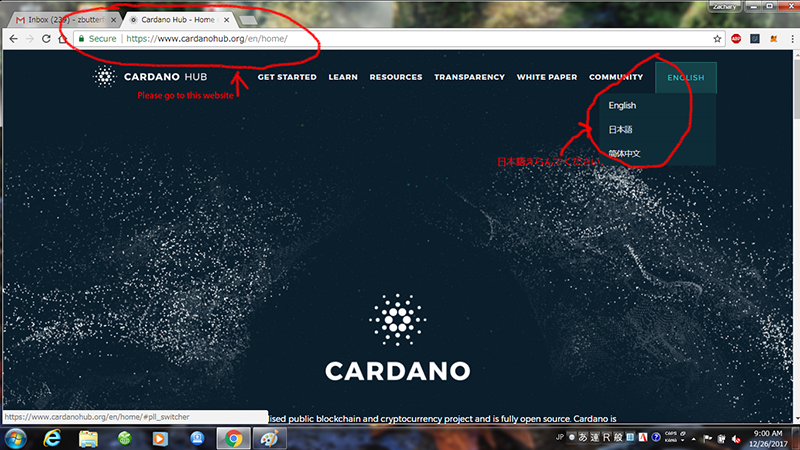 Zachary
Inbox (239) - zbutterf
Cardano Hub - Home
Secure
https://www.cardanohub.org/en/home/
CARDANO HUB
GET STARTED
LEARN
RESOURCES
TRANSPARENCY
WHITE PAPER
COMMUNITY
ENGLISH
Please go to this website
English
日本語
日本語えらんでください
简体中文
CARDANO
https://www.cardanohub.org/en/home/#pll_switcher
ised public blockchain and cryptocurrency project and is fully open source. Cardano is
JP あ 連 R 般 A CAPS KANA
9:00 AM
12/26/2017